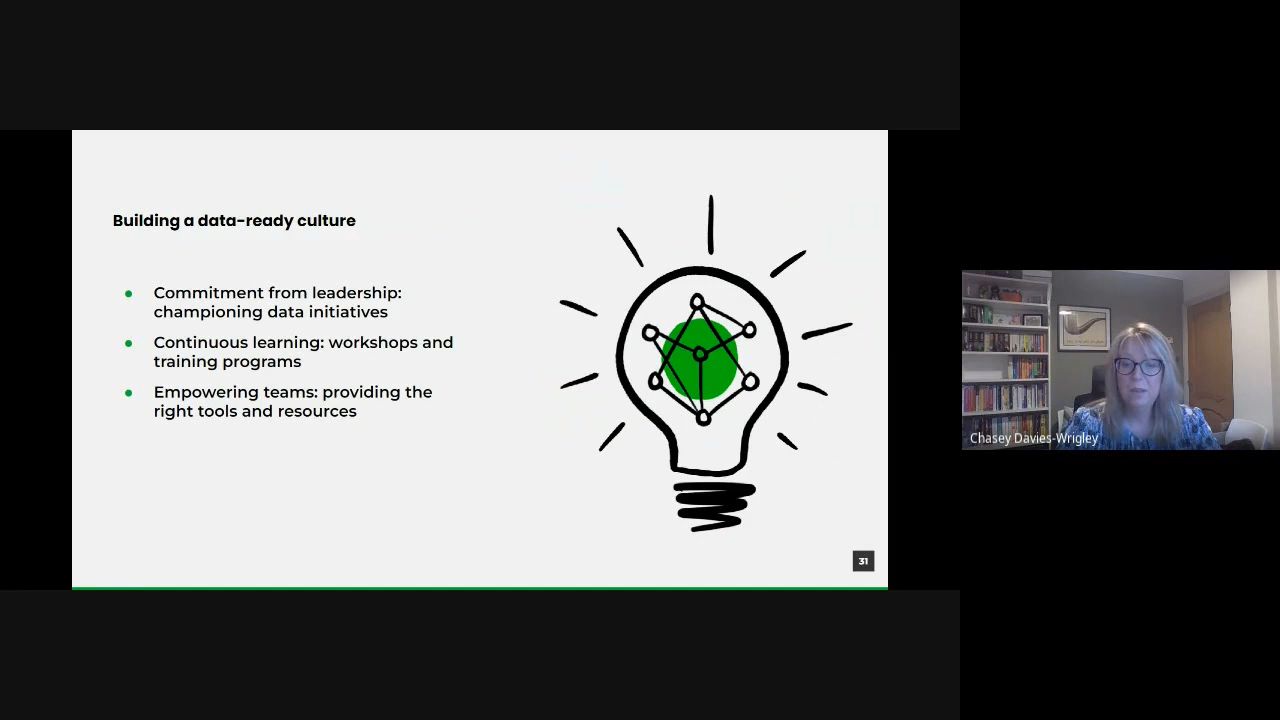 Building a data-ready culture
Commitment from leadership:
championing data initiatives
Continuous learning: workshops and
training programs
Empowering teams: providing the
right tools and resources
31
Chasey Davies-Wrigley